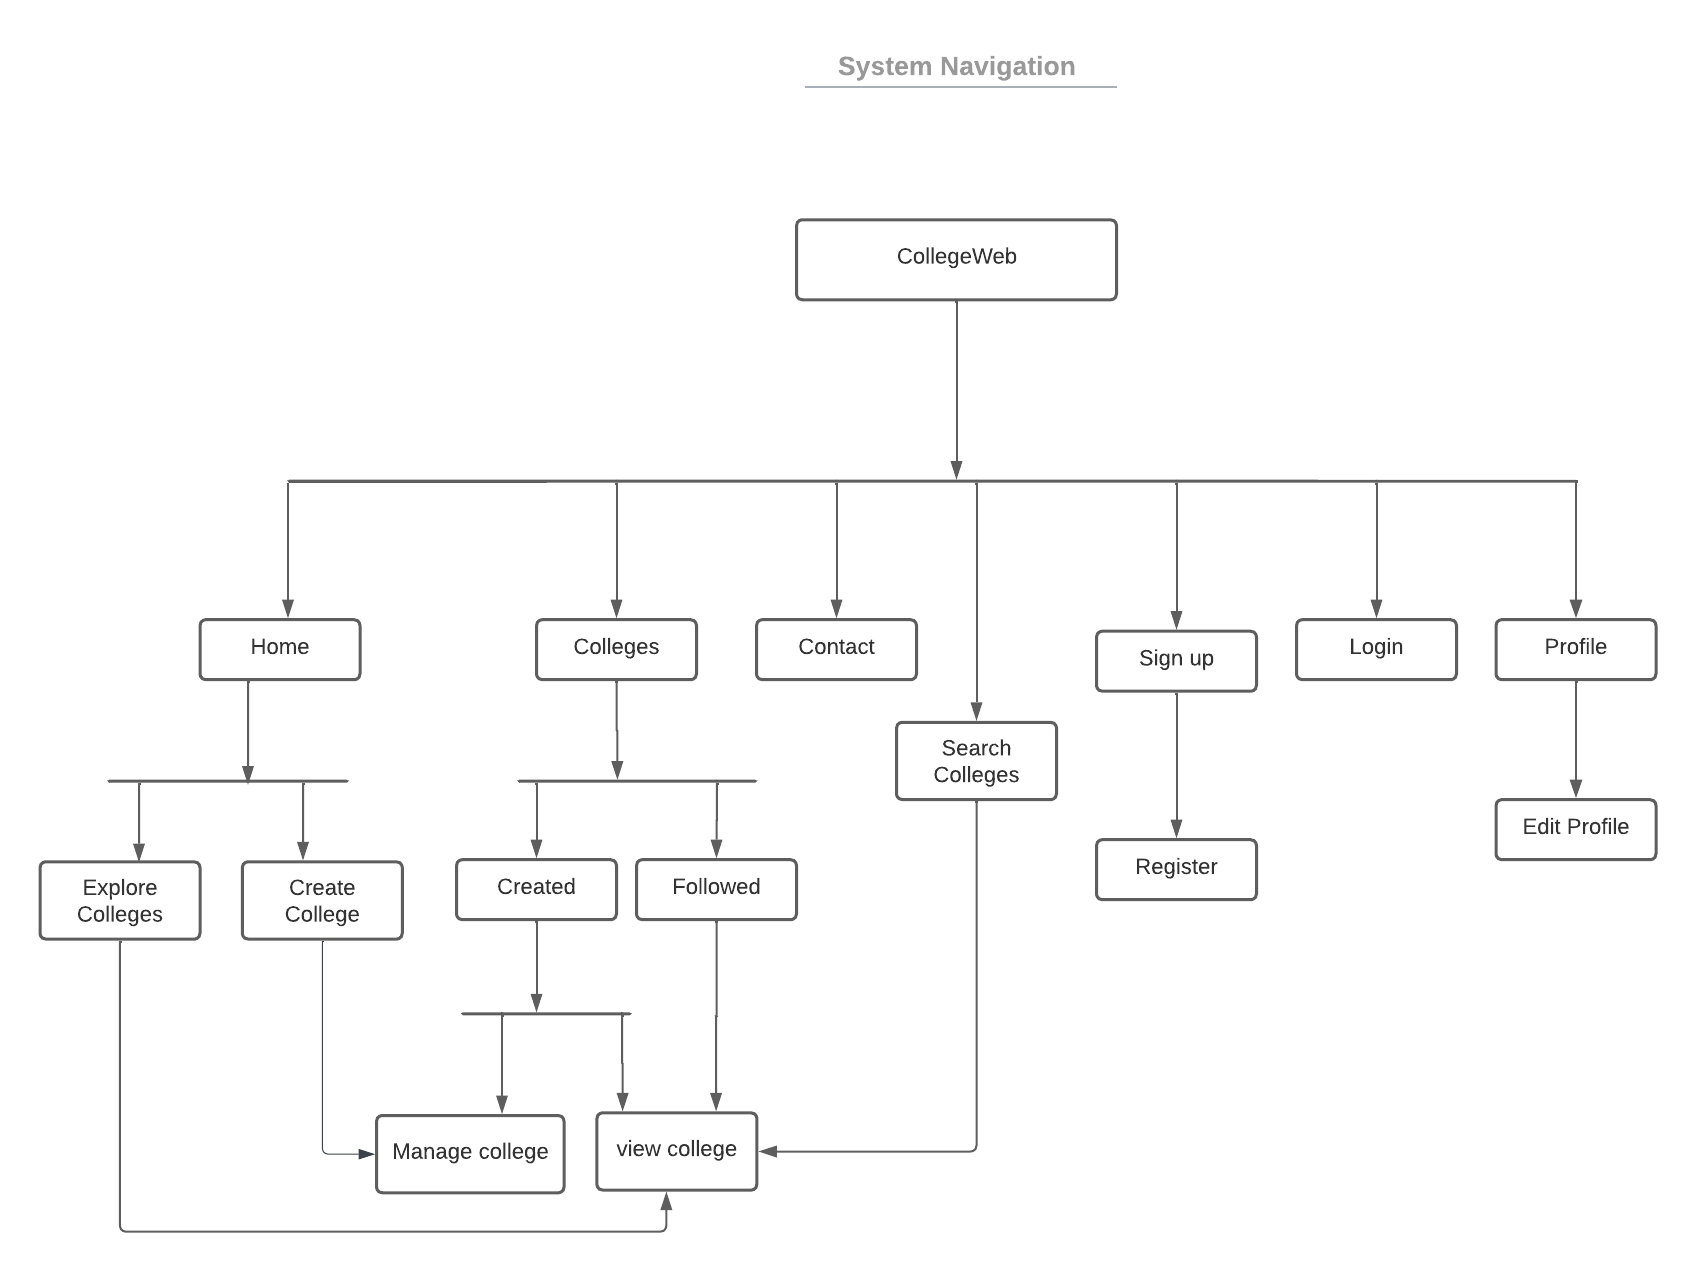 System Navigation
CollegeWeb
Home
Colleges
Contact
Sign up
Login
Profile
Search
Colleges
Edit Profile
Register
Explore
Colleges
Create
College
Created
Followed
Manage college
view college